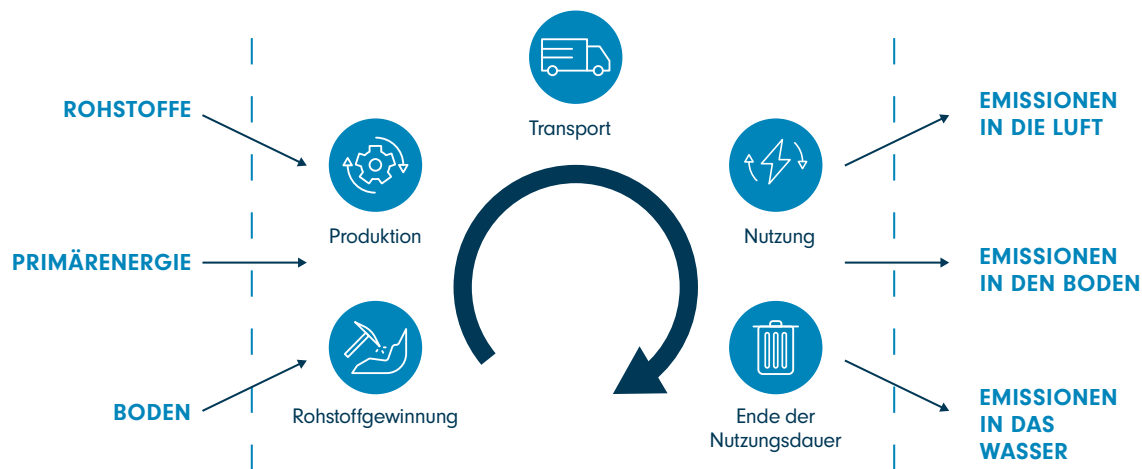 ROHSTOFFE
PRIMÄRENERGIE
BODEN
Transport
Produktion
Rohstoffgewinnung
Nutzung
Ende der
Nutzungsdauer
EMISSIONEN
IN DIE LUFT
EMISSIONEN
IN DEN BODEN
EMISSIONEN
IN DAS
WASSER